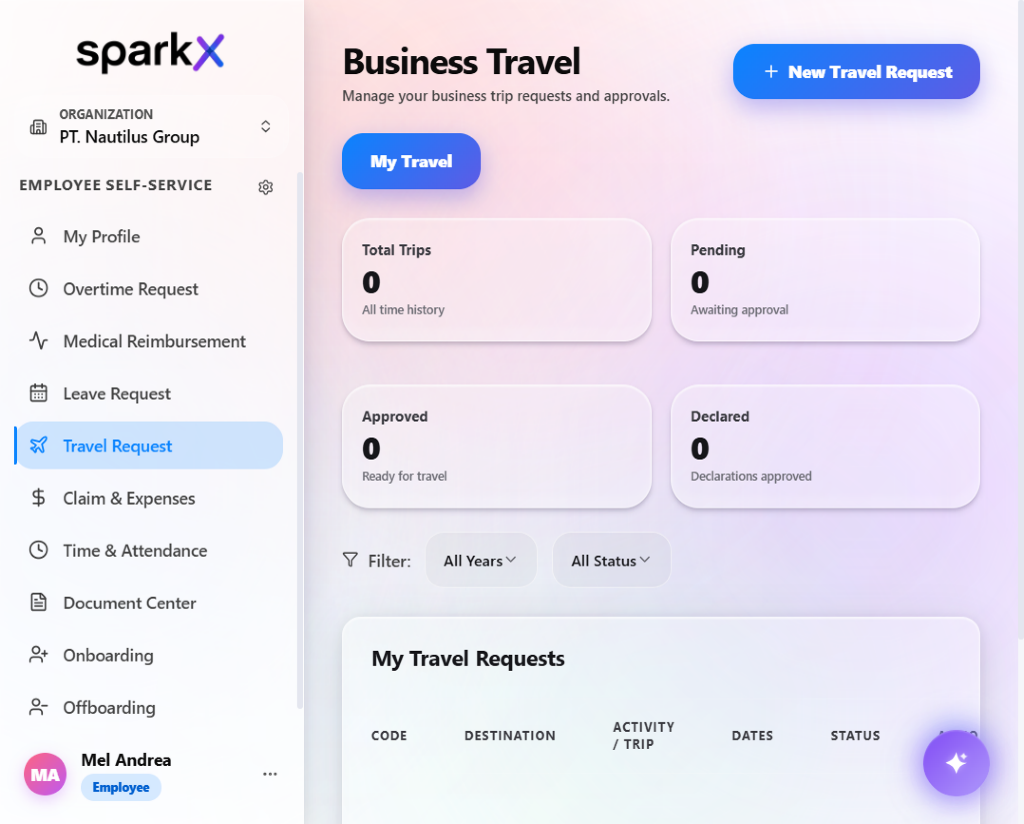 sparkX
ORGANIZATION
PT. Nautilus Group
EMPLOYEE SELF-SERVICE
My Profile
Overtime Request
Medical Reimbursement
Leave Request
Travel Request
Claim & Expenses
Time & Attendance
Document Center
Onboarding
Offboarding
MA
Mel Andrea
Employee
Business Travel
Manage your business trip requests and approvals.
+ New Travel Request
My Travel
Total Trips
0
All time history
Pending
0
Awaiting approval
Approved
0
Ready for travel
Declared
0
Declarations approved
Filter:
All Years
All Status
My Travel Requests
CODE
DESTINATION
ACTIVITY
/ TRIP
DATES
STATUS